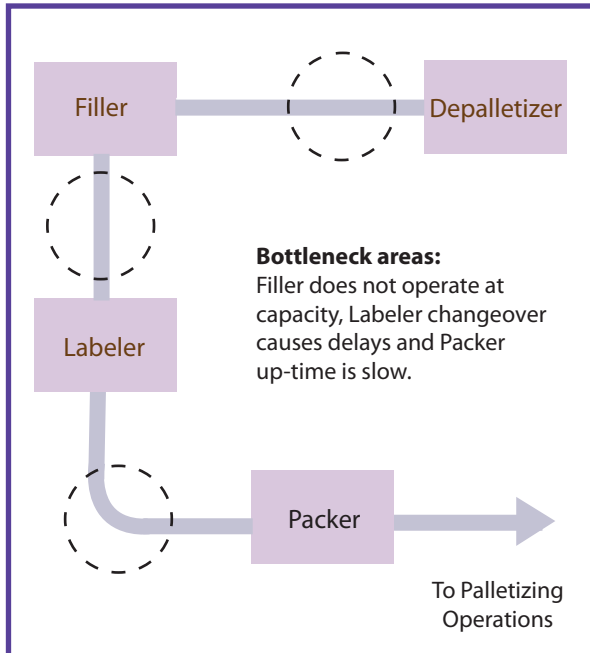 Filler
Depalletizer
Bottleneck areas:
Filler does not operate at
capacity, Labeler changeover
causes delays and Packer
up-time is slow.
Labeler
Packer
To Palletizing
Operations